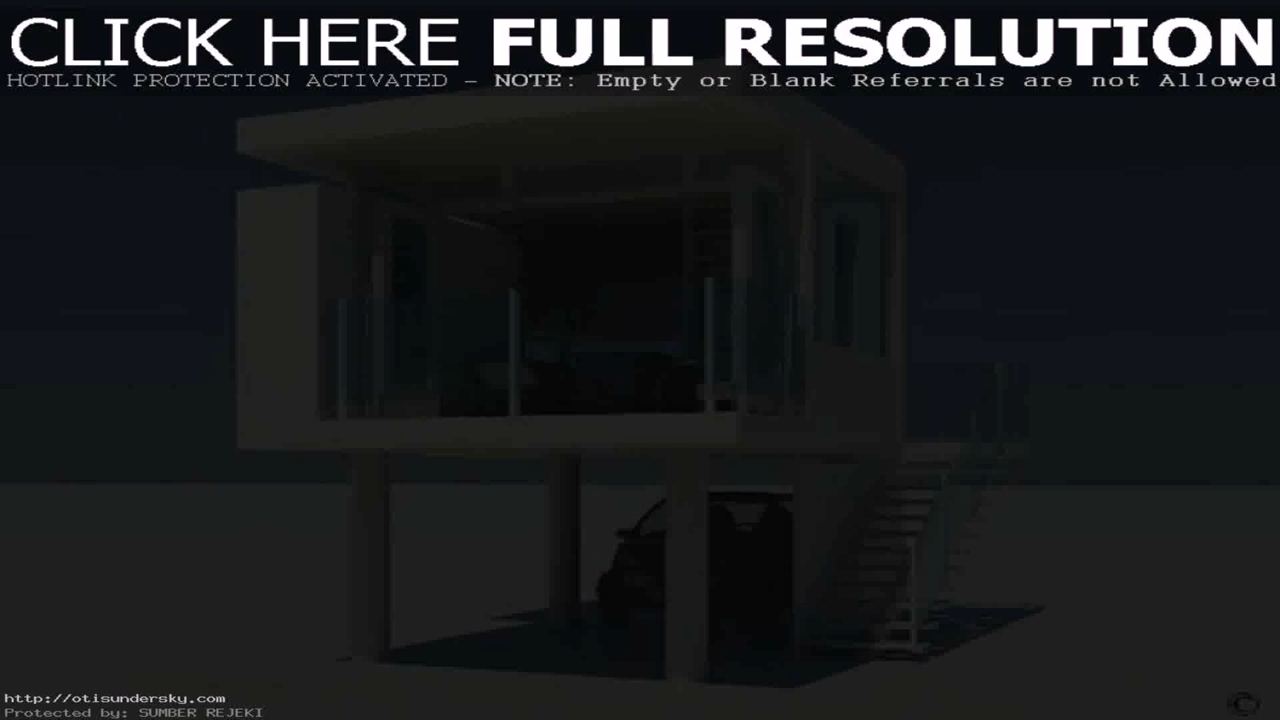 CLICK HERE FULL RESOLUTION
HOTLINK PROTECTION ACTIVATED - NOTE: Empty or Blank Referrals are not Allowed
http://otisundersky.com
Protected by: SUMBER REJEKI